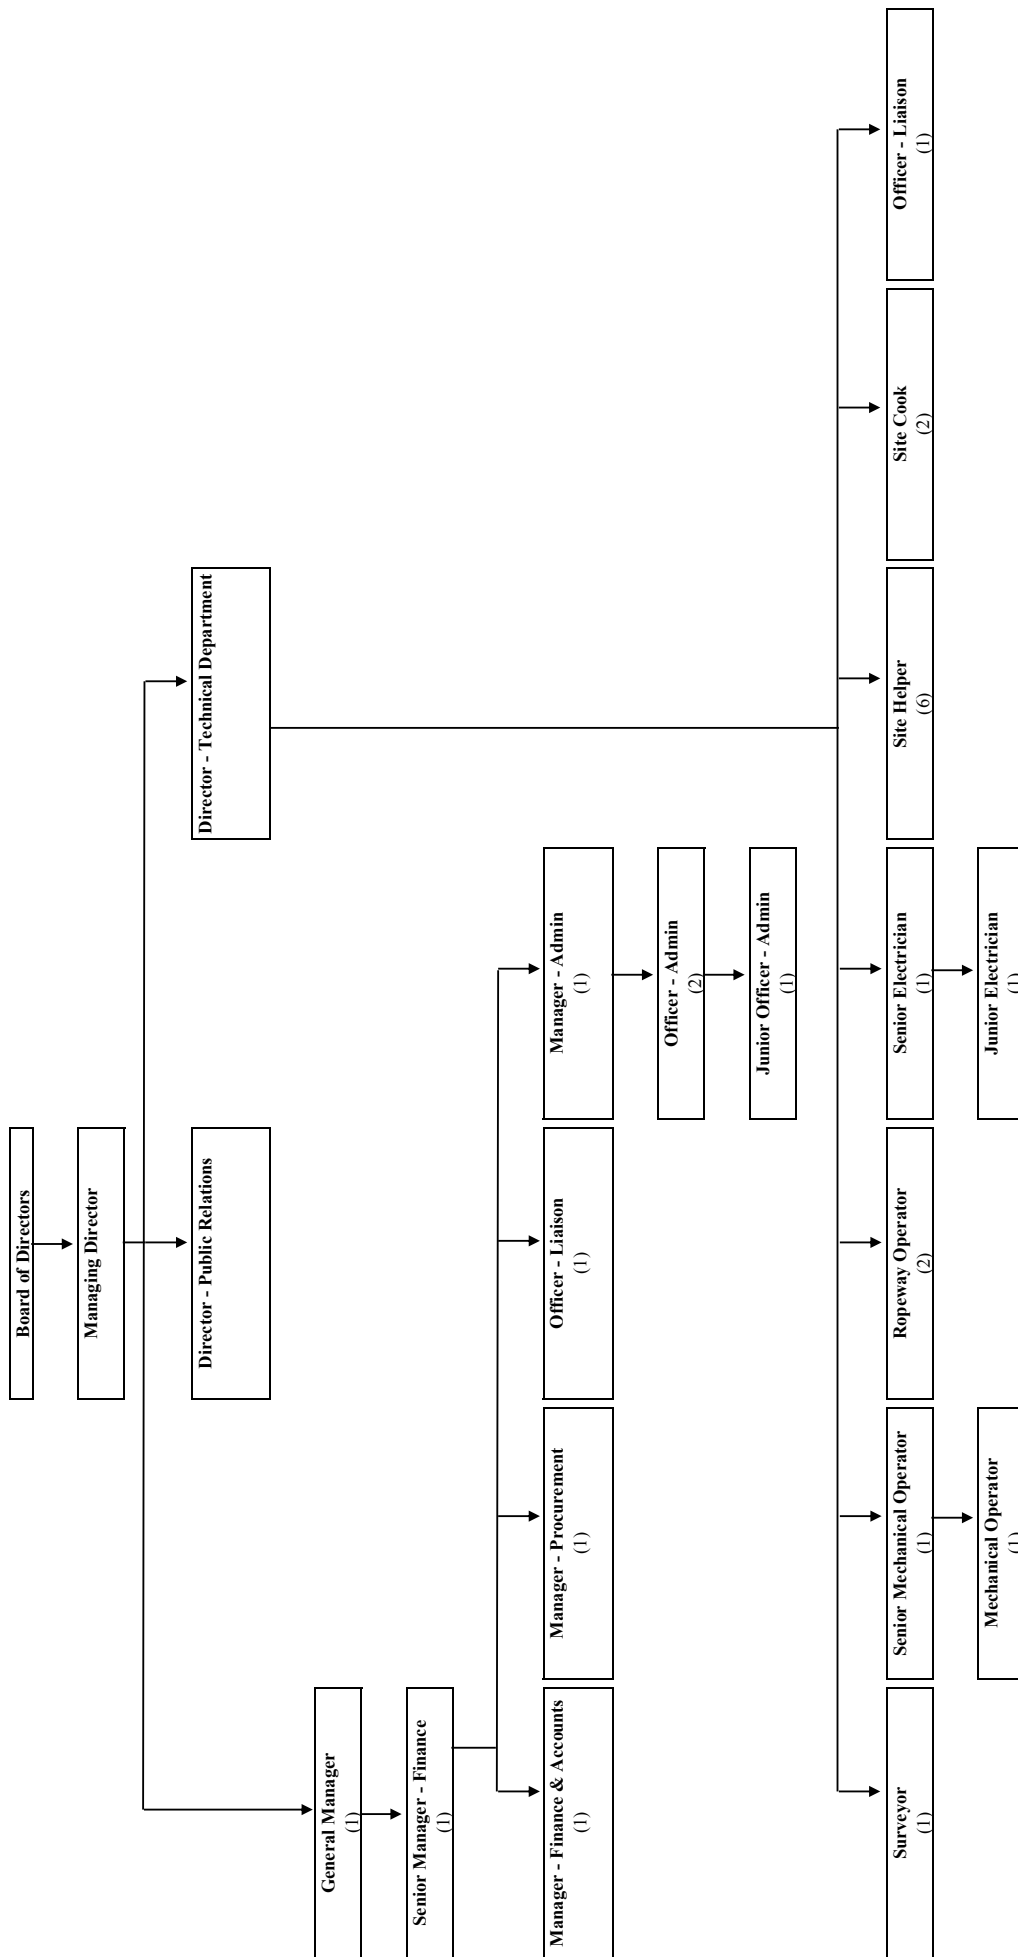 Board of Directors
Managing Director
Director - Public Relations
Director - Technical Department
General Manager
(1)
Senior Manager - Finance
(1)
Manager - Finance & Accounts
(1)
Manager - Procurement
(1)
Officer - Liaison
(1)
Manager - Admin
(1)
Officer - Admin
(2)
Junior Officer - Admin
(1)
Surveyor
(1)
Senior Mechanical Operator
(1)
Ropeway Operator
(2)
Senior Electrician
(1)
Site Helper
(6)
Site Cook
(2)
Officer - Liaison
(1)
Mechanical Operator
(1)
Junior Electrician
(1)